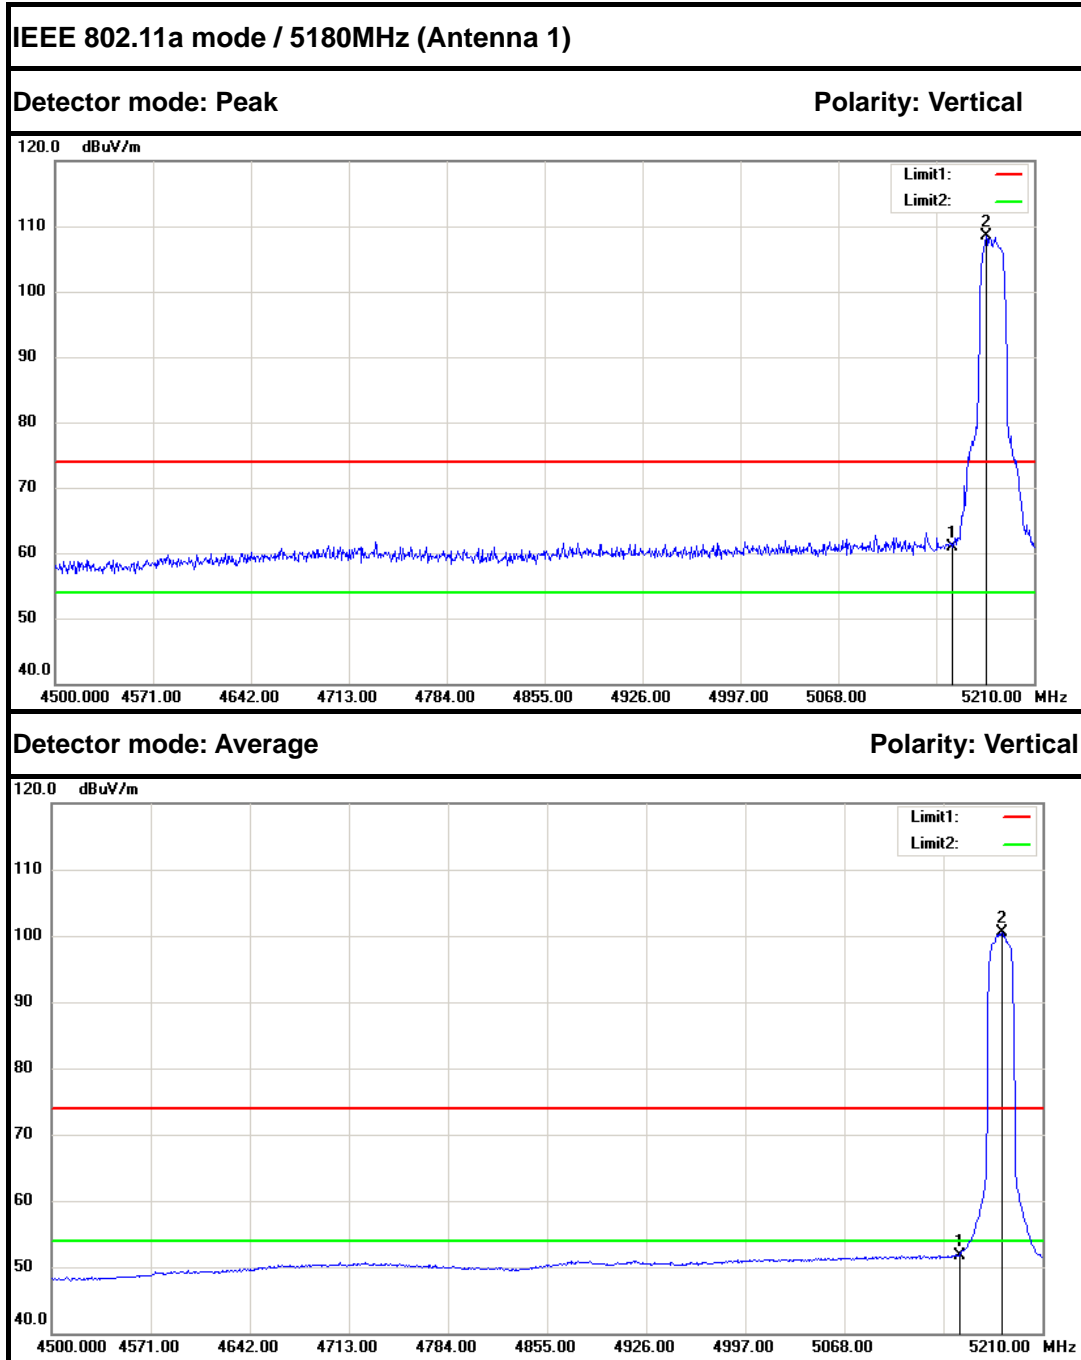 IEEE 802.11a mode / 5180MHz (Antenna 1)
Detector mode: Peak Polarity: Vertical
120.0 dBuV/m
Limit1:
Limit2:
110
100
90
80
70
60
50
40.0
2
1
4500.000 4571.00 4642.00 4713.00 4784.00 4855.00 4926.00 4997.00 5068.00 5210.00 MHz
Detector mode: Average Polarity: Vertical
120.0 dBuV/m
Limit1:
Limit2:
110
100
90
80
70
60
50
40.0
2
1
4500.000 4571.00 4642.00 4713.00 4784.00 4855.00 4926.00 4997.00 5068.00 5210.00 MHz